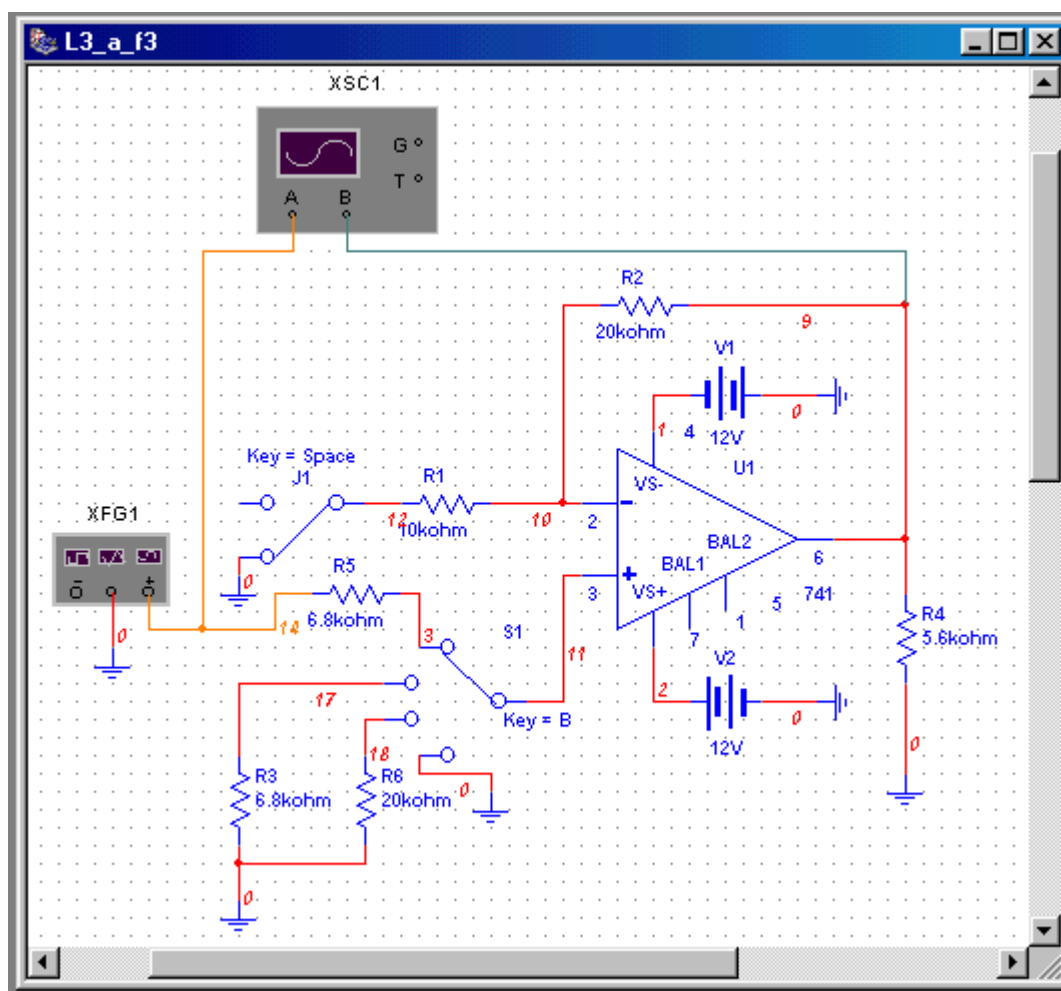 L3_a_f3
XSC1
G
T
A B
R2
20kohm
9
V1
12V
0
1
4
U1
Key = Space
J1
R1
10kohm
12
10
2
VS-
BAL2
BAL1
6
741
3
VS+
5
1
7
XFG1
0
0
R5
6.8kohm
14
3
S1
11
Key = B
V2
12V
2
0
R4
5.6kohm
0
17
18
R3
6.8kohm
R6
20kohm
0
0